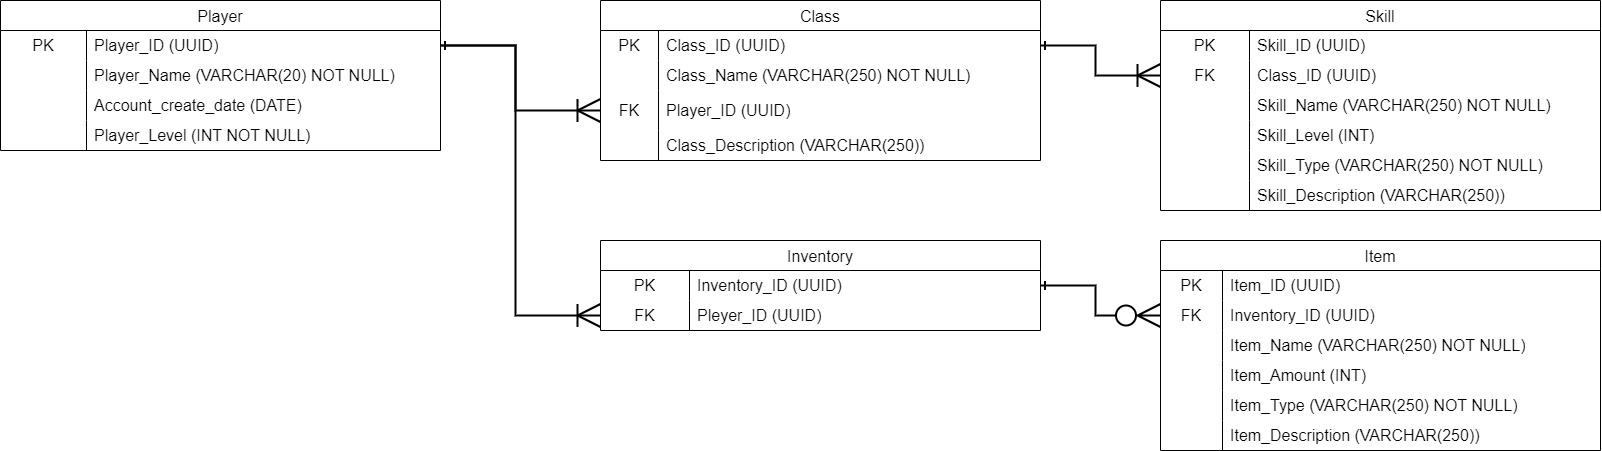 Player
PK Player_ID (UUID)
Player_Name (VARCHAR(20) NOT NULL)
Account_create_date (DATE)
Player_Level (INT NOT NULL)
Class
PK Class_ID (UUID)
Class_Name (VARCHAR(250) NOT NULL)
FK Player_ID (UUID)
Class_Description (VARCHAR(250))
Skill
PK Skill_ID (UUID)
FK Class_ID (UUID)
Skill_Name (VARCHAR(250) NOT NULL)
Skill_Level (INT)
Skill_Type (VARCHAR(250) NOT NULL)
Skill_Description (VARCHAR(250))
Inventory
PK Inventory_ID (UUID)
FK Pleyer_ID (UUID)
Item
PK Item_ID (UUID)
FK Inventory_ID (UUID)
Item_Name (VARCHAR(250) NOT NULL)
Item_Amount (INT)
Item_Type (VARCHAR(250) NOT NULL)
Item_Description (VARCHAR(250))